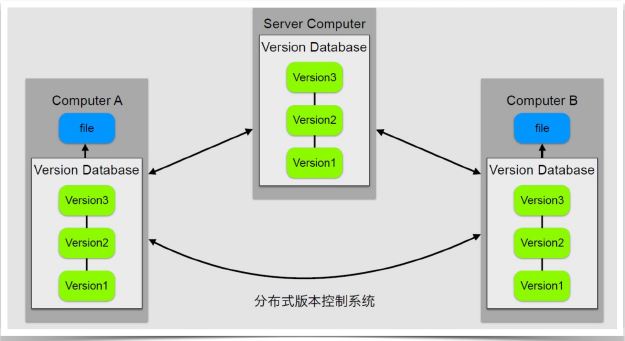 Server Computer
Version Database
Version3
Version2
Version1
Computer A
file
Version Database
Version3
Version2
Version1
Computer B
file
Version Database
Version3
Version2
Version1
分布式版本控制系统